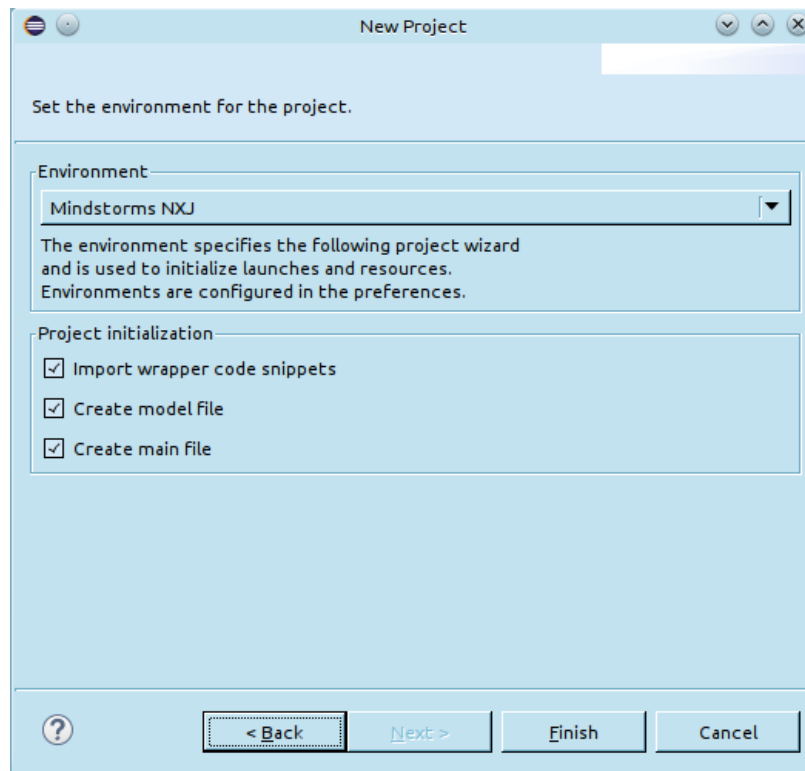 New Project
Set the environment for the project.
Environment
Mindstorms NXJ
The environment specifies the following project wizard
and is used to initialize launches and resources.
Environments are configured in the preferences.
Project initialization
Import wrapper code snippets
Create model file
Create main file
?
< Back
Next >
Finish
Cancel